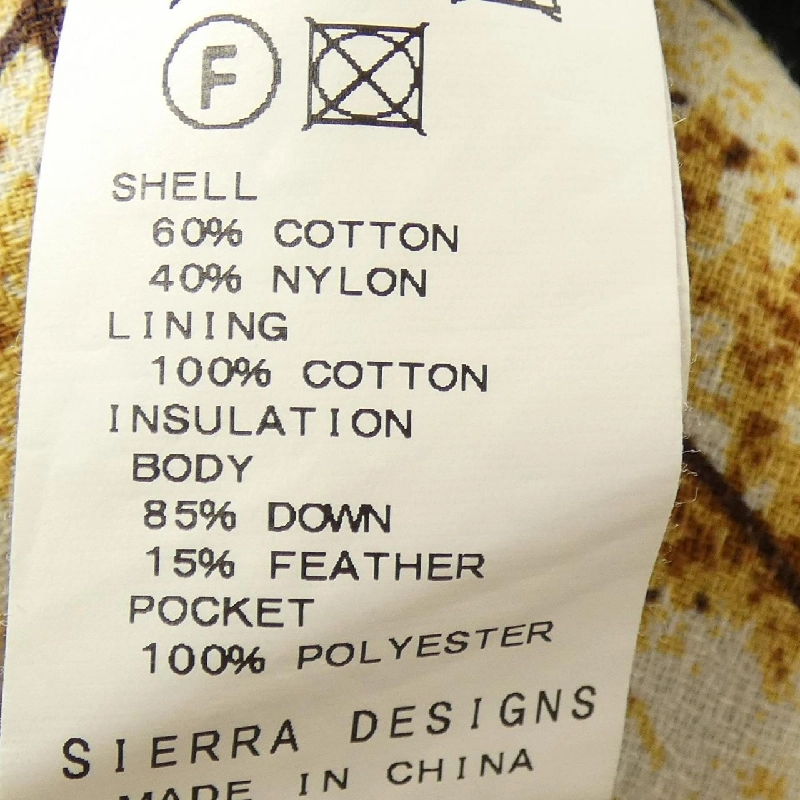 F
SHELL
60% COTTON
40% NYLON
LINING
100% COTTON
INSULATION
BODY
85% DOWN
15% FEATHER
POCKET
100% POLYESTER
SIERRA DESIGNS
MADE IN CHINA